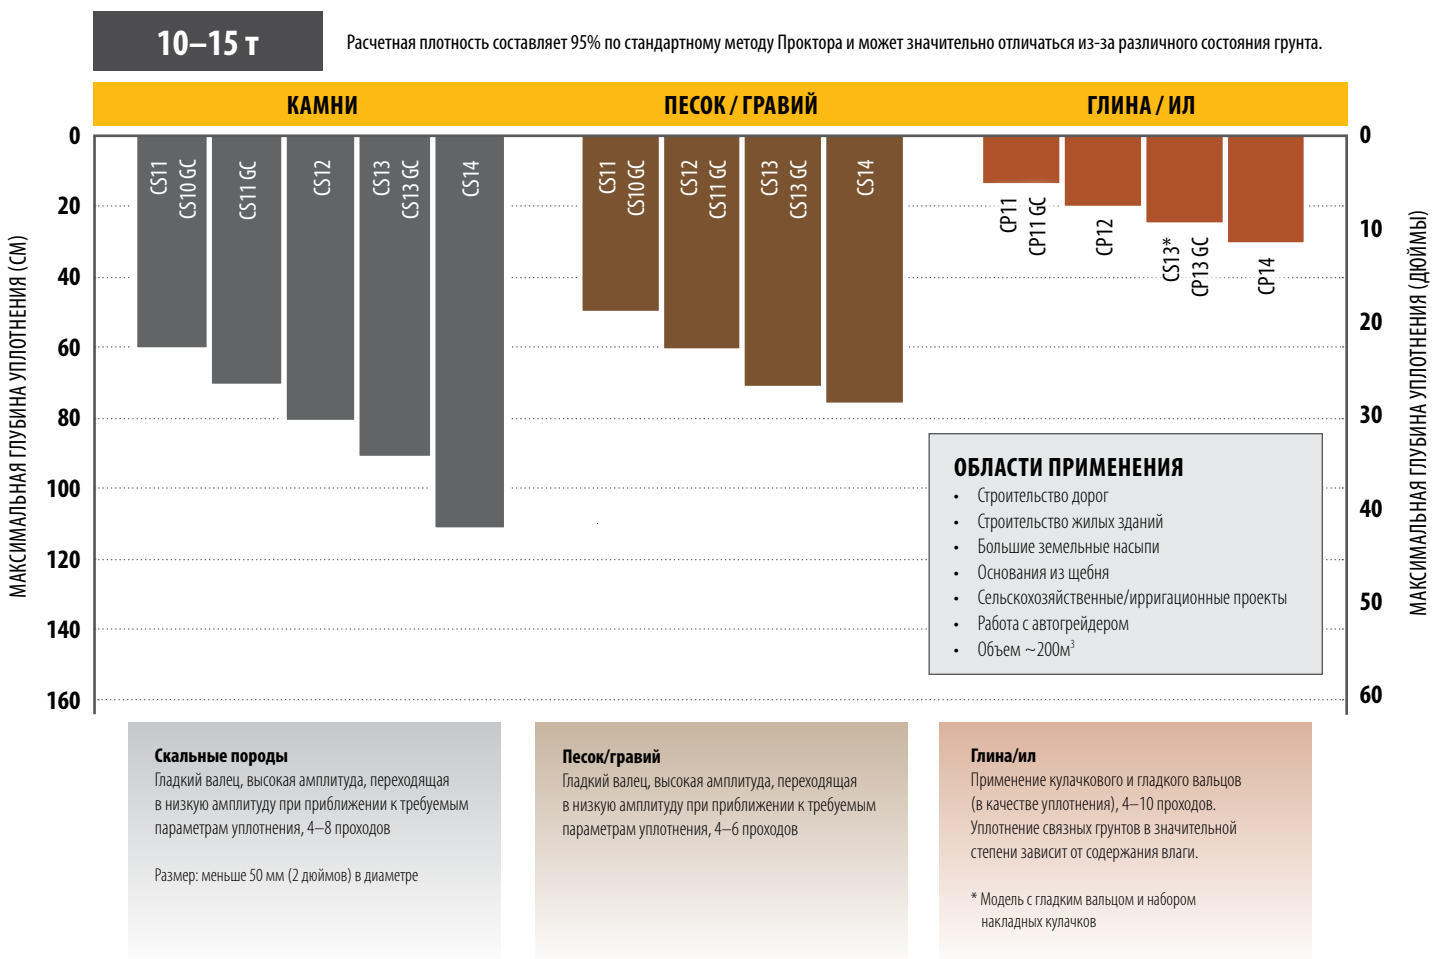 10–15 т
Расчетная плотность составляет 95% по стандартному методу Проктора и может значительно отличаться из-за различного состояния грунта.
КАМНИ
ПЕСОК / ГРАВИЙ
ГЛИНА / ИЛ
МАКСИМАЛЬНАЯ ГЛУБИНА УПЛОТНЕНИЯ (СМ)
0
20
40
60
80
100
120
140
160
CS11
CS10 GC
CS11 GC
CS12
CS13
CS13 GC
CS14
CS11
CS10 GC
CS12
CS11 GC
CS13
CS13 GC
CS14
CP11
CP11 GC
CP12
CS13*
CP13 GC
CP14
0
10
20
30
40
50
60
МАКСИМАЛЬНАЯ ГЛУБИНА УПЛОТНЕНИЯ (ДЮЙМЫ)
ОБЛАСТИ ПРИМЕНЕНИЯ
• Строительство дорог
• Строительство жилых зданий
• Большие земельные насыпи
• Основания из щебня
• Сельскохозяйственные/ирригационные проекты
• Работа с автогрейдером
• Объем ~200м³
Скальные породы
Гладкий валец, высокая амплитуда, переходящая
в низкую амплитуду при приближении к требуемым
параметрам уплотнения, 4–8 проходов
Размер: меньше 50 мм (2 дюймов) в диаметре
Песок/гравий
Гладкий валец, высокая амплитуда, переходящая
в низкую амплитуду при приближении к требуемым
параметрам уплотнения, 4–6 проходов
Глина/ил
Применение кулачкового и гладкого вальцов
(в качестве уплотнения), 4–10 проходов.
Уплотнение связных грунтов в значительной
степени зависит от содержания влаги.
* Модель с гладким вальцом и набором
накладных кулачков